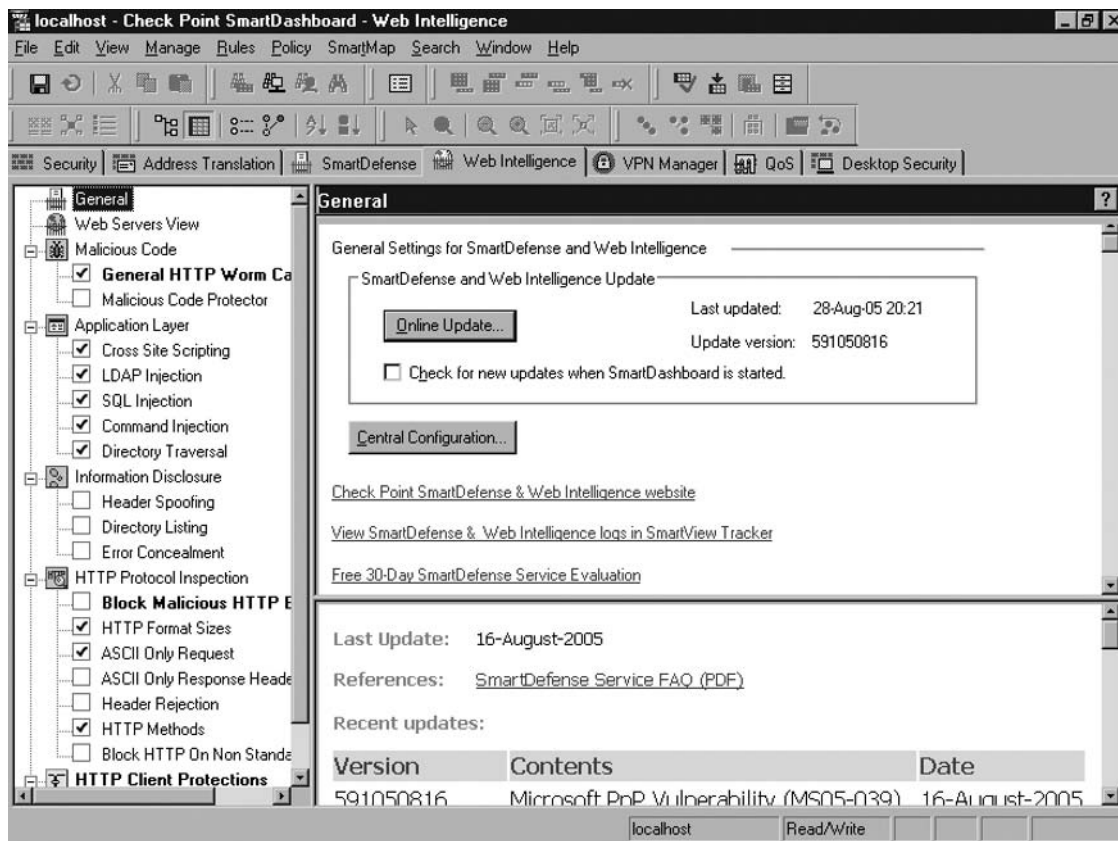 localhost - Check Point SmartDashboard - Web Intelligence
File Edit View Manage Rules Policy SmartMap Search Window Help
Security Address Translation SmartDefense Web Intelligence VPN Manager QoS Desktop Security
General
Web Servers View
Malicious Code
General HTTP Worm Ca
Malicious Code Protector
Application Layer
Cross Site Scripting
LDAP Injection
SQL Injection
Command Injection
Directory Traversal
Information Disclosure
Header Spoofing
Directory Listing
Error Concealment
HTTP Protocol Inspection
Block Malicious HTTP E
HTTP Format Sizes
ASCII Only Request
ASCII Only Response Heade
Header Rejection
HTTP Methods
Block HTTP On Non Standa
HTTP Client Protections
General
?
General Settings for SmartDefense and Web Intelligence
SmartDefense and Web Intelligence Update
Online Update...
Last updated: 28-Aug-05 20:21
Update version: 591050816
Check for new updates when SmartDashboard is started.
Central Configuration...
Check Point SmartDefense & Web Intelligence website
View SmartDefense & Web Intelligence logs in SmartView Tracker
Free 30-Day SmartDefense Service Evaluation
Last Update: 16-August-2005
References: SmartDefense Service FAQ (PDF)
Recent updates:
Version Contents Date
591050816 Microsoft PnP Vulnerability (MS05-039) 16-August-2005
localhost Read/Write